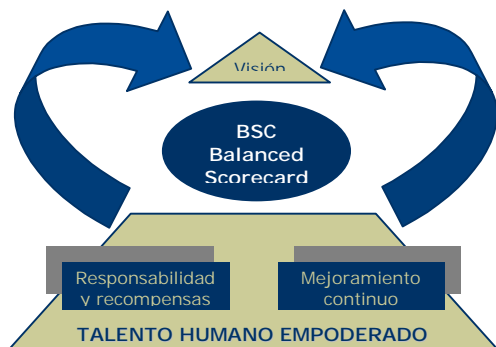 Visión
BSC
Balanced
Scorecard
Responsabilidad
y recompensas
Mejoramiento
continuo
TALENTO HUMANO EMPODERADO